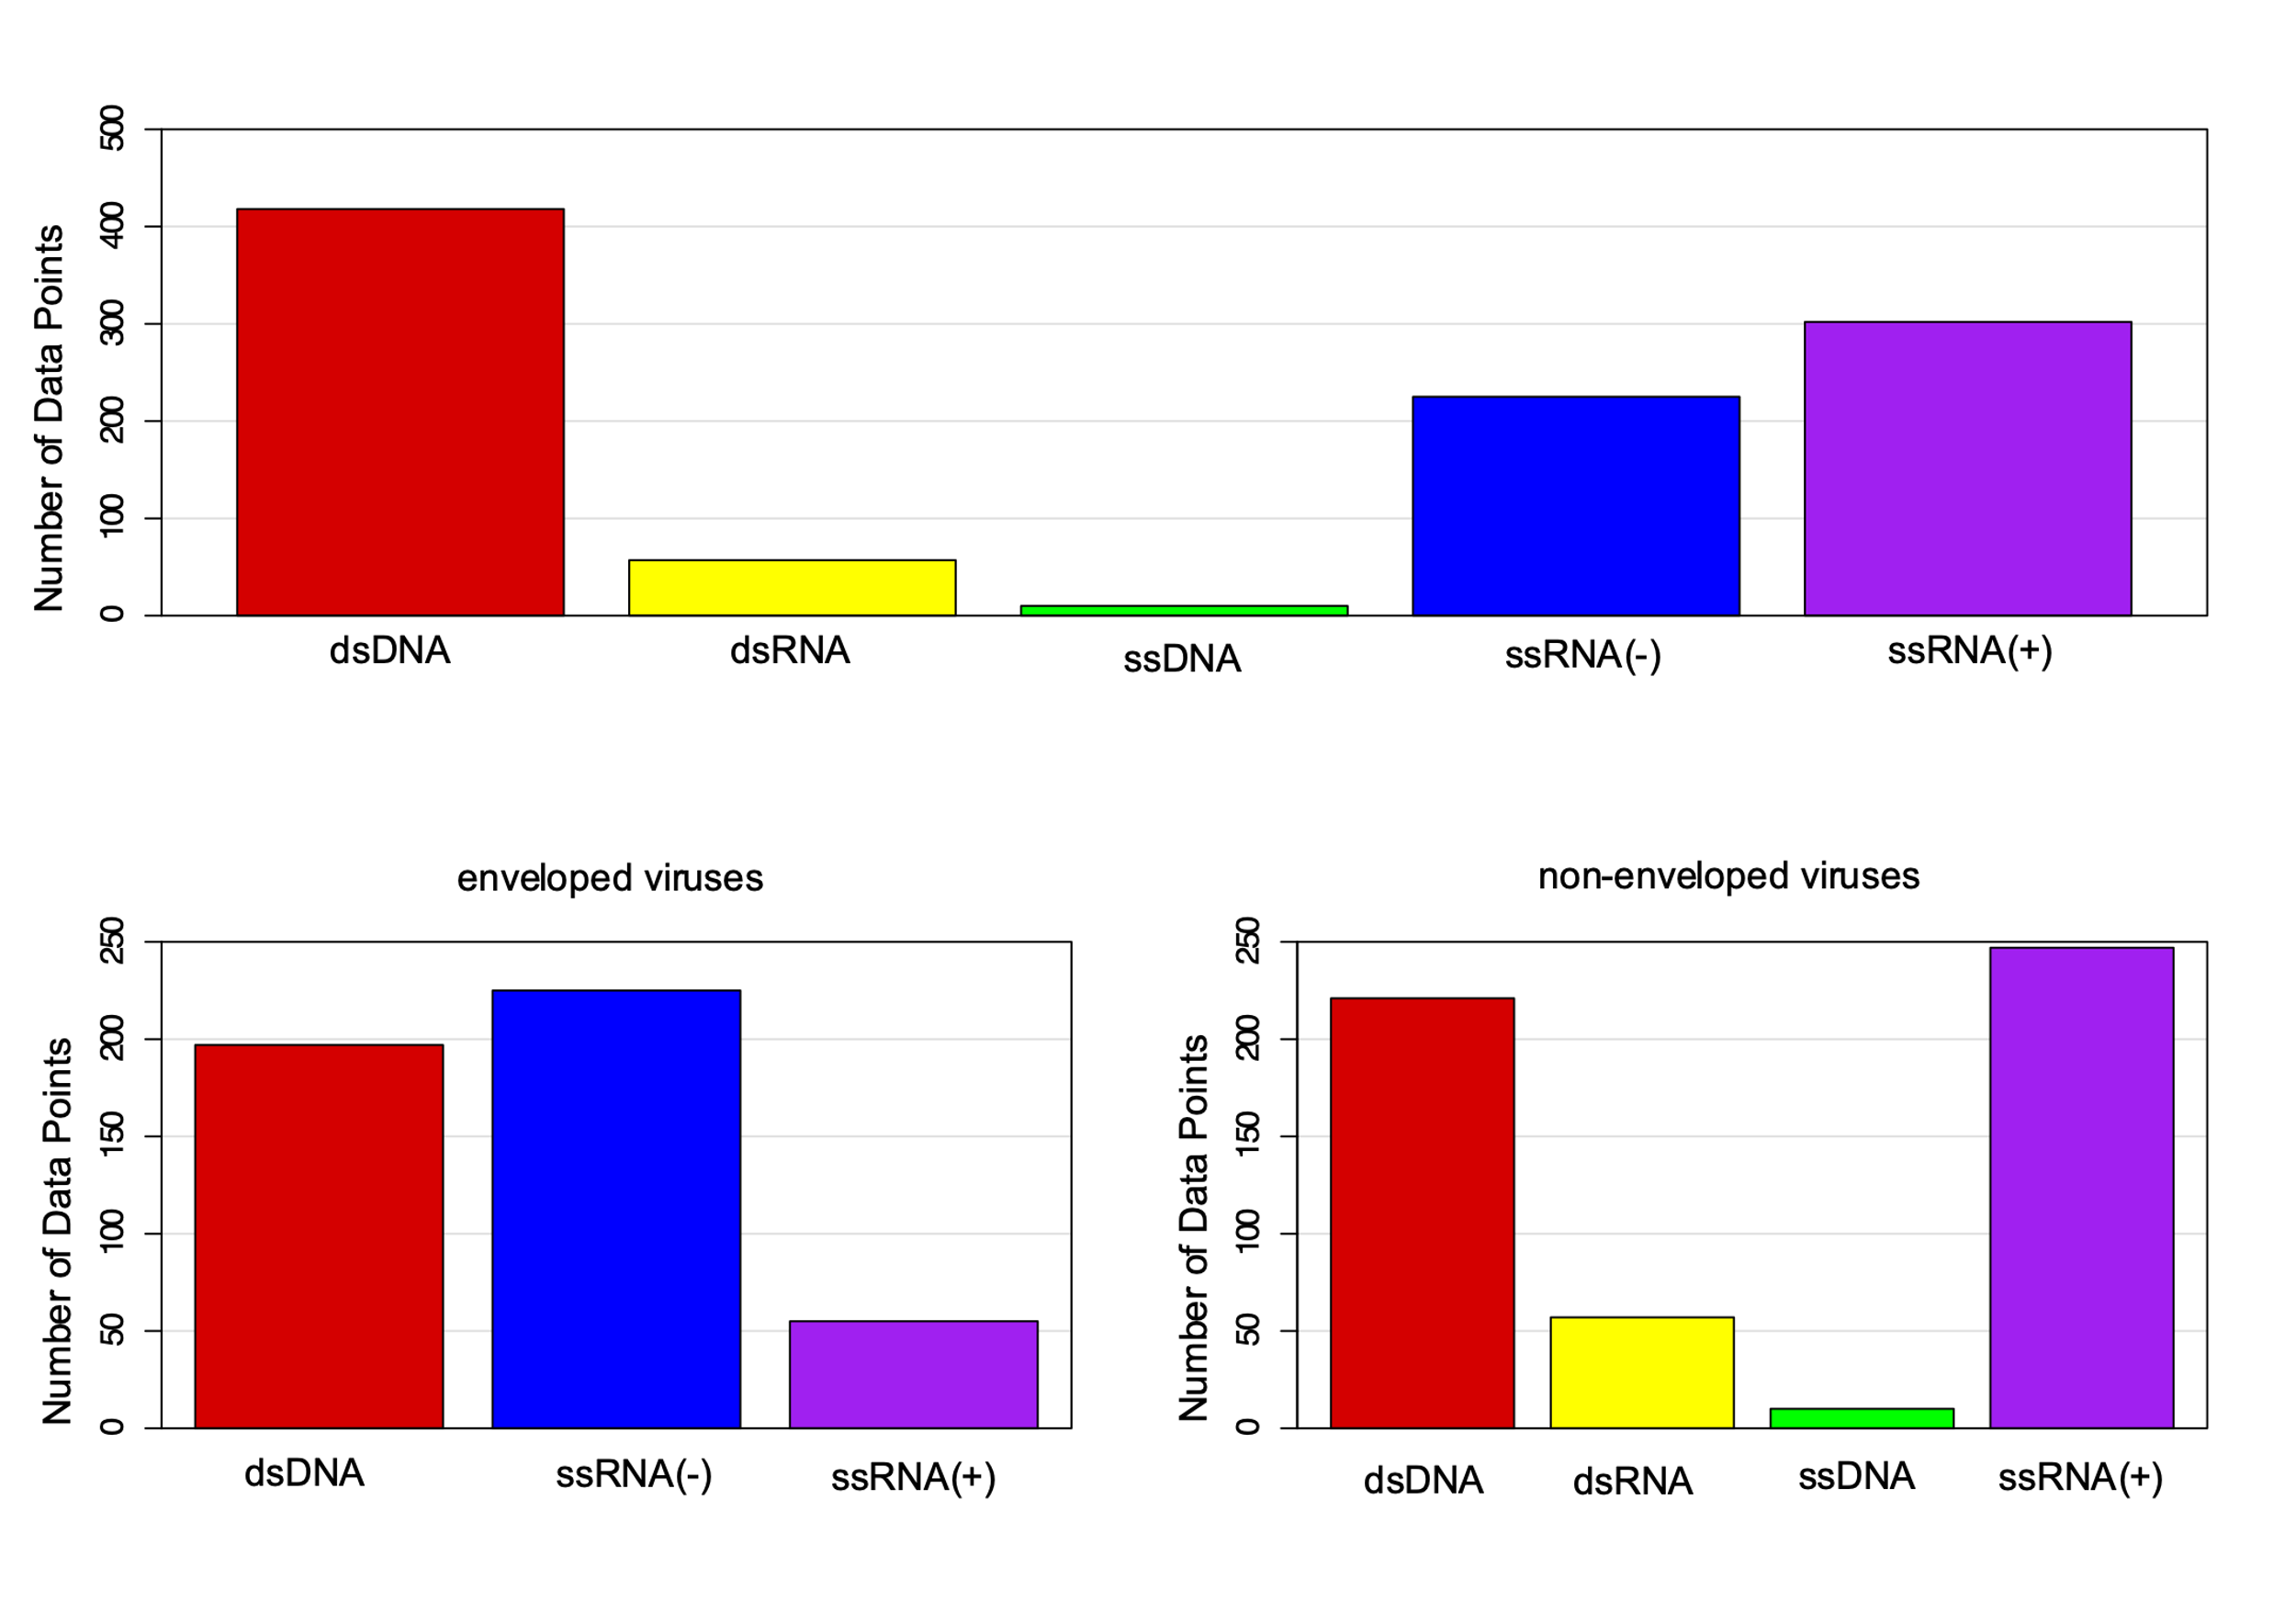 Number of Data Points
500
400
300
200
100
0
dsDNA dsRNA ssDNA ssRNA(-) ssRNA(+)
enveloped viruses
Number of Data Points
250
200
150
100
50
0
dsDNA ssRNA(-) ssRNA(+)
non-enveloped viruses
Number of Data Points
250
200
150
100
50
0
dsDNA dsRNA ssDNA ssRNA(+)